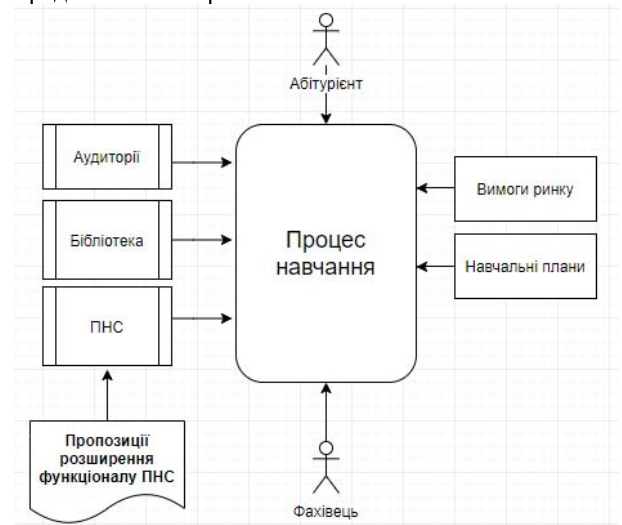 Абітурієнт
Аудиторії
Бібліотека
ПНС
Процес
навчання
Вимоги ринку
Навчальні плани
Пропозиції
розширення
функціоналу ПНС
Фахівець